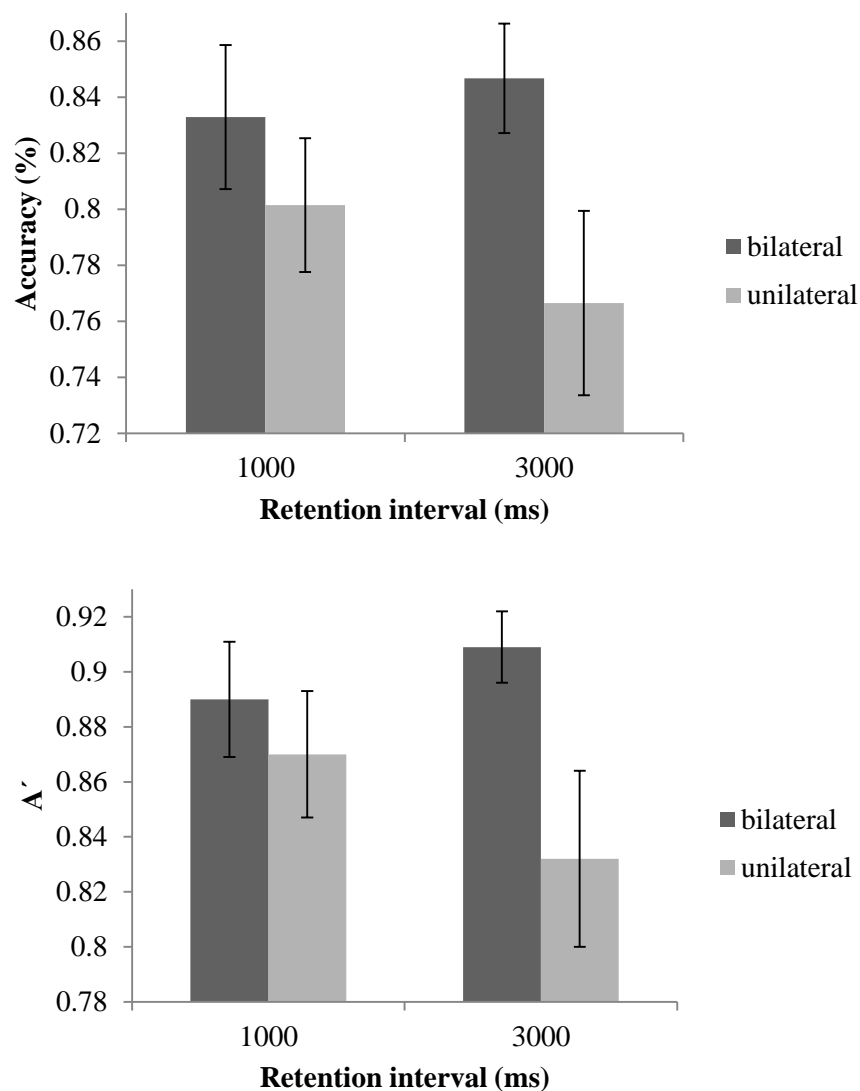 0.86
0.84
0.82
0.8
0.78
0.76
0.74
0.72
Accuracy (%)
1000 3000
Retention interval (ms)
bilateral
unilateral
0.92
0.9
0.88
0.86
0.84
0.82
0.8
0.78
A´
1000 3000
Retention interval (ms)
bilateral
unilateral